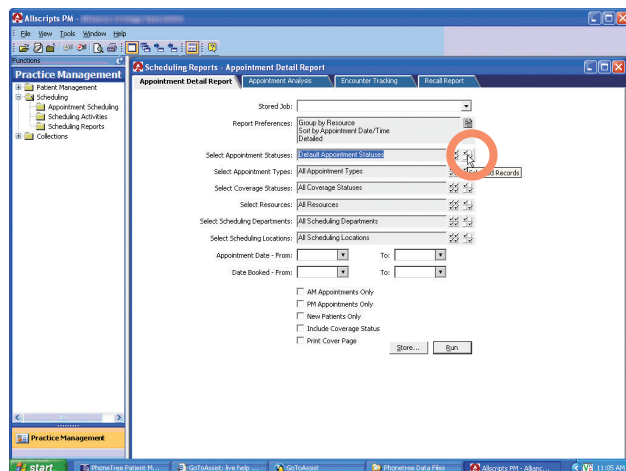 Allscripts PM -
File View Tools Window Help
Functions
Practice Management
Patient Management
Scheduling
Appointment Scheduling
Scheduling Activities
Scheduling Reports
Collections
Scheduling Reports - Appointment Detail Report
Appointment Detail Report Appointment Analysis Encounter Tracking Recall Report
Stored Job:
Report Preferences: Group by Resource
Sort by Appointment Date/Time
Detailed
Select Appointment Statuses: Default Appointment Statuses
Select Appointment Types: All Appointment Types
Selected Records
Select Coverage Statuses: All Coverage Statuses
Select Resources: All Resources
Select Scheduling Departments: All Scheduling Departments
Select Scheduling Locations: All Scheduling Locations
Appointment Date - From: To:
Date Booked - From: To:
AM Appointments Only
PM Appointments Only
New Patients Only
Include Coverage Status
Print Cover Page
Store... Run
Practice Management
start PhoneTree Patient M... GoToAssist: live help ... GoToAssist Phonetree Data Files Allscripts PM - Allianc... 11:05 AM